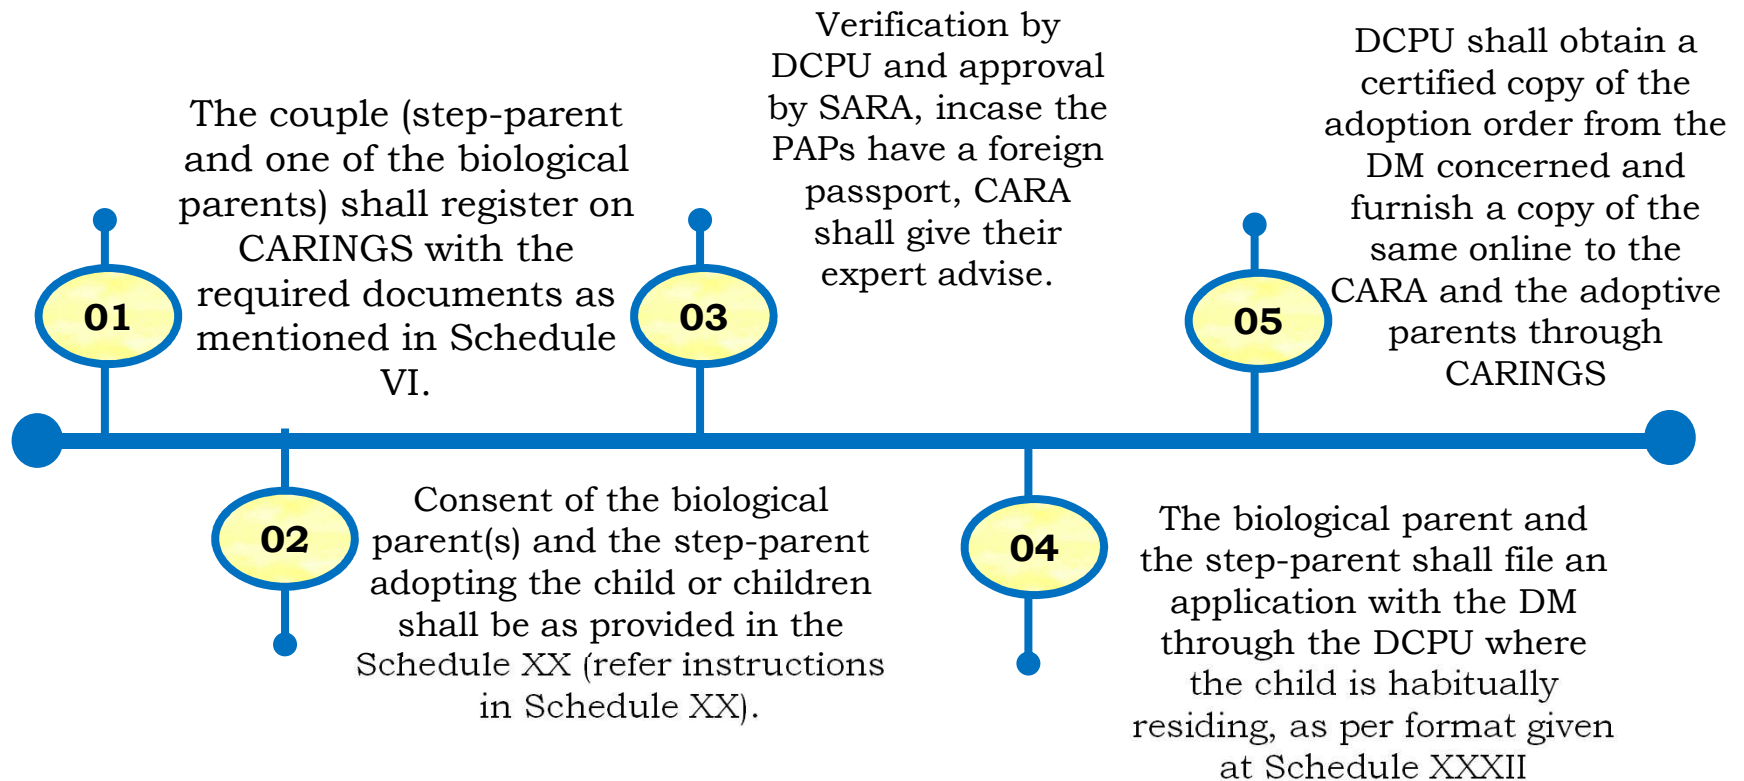 01
The couple (step-parent
and one of the biological
parents) shall register on
CARINGS with the
required documents as
mentioned in Schedule
VI.
02
Consent of the biological
parent(s) and the step-parent
adopting the child or children
shall be as provided in the
Schedule XX (refer instructions
in Schedule XX).
03
Verification by
DCPU and approval
by SARA, incase the
PAPs have a foreign
passport, CARA
shall give their
expert advise.
04
The biological parent and
the step-parent shall file an
application with the DM
through the DCPU where
the child is habitually
residing, as per format given
at Schedule XXXII
05
DCPU shall obtain a
certified copy of the
adoption order from the
DM concerned and
furnish a copy of the
same online to the
CARA and the adoptive
parents through
CARINGS